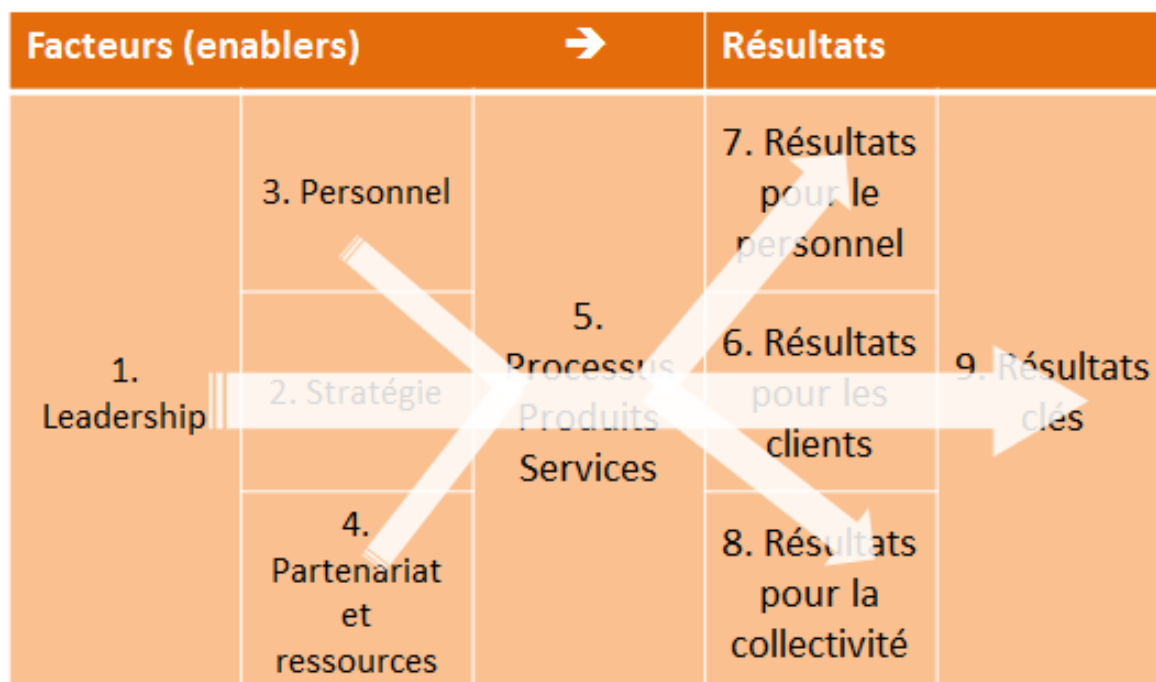 Facteurs (enablers) ➔ Résultats
1.
Leadership
3. Personnel
2. Stratégie
4.
Partenariat
et
ressources
5.
Processus
Produits
Services
7. Résultats
pour le
personnel
6. Résultats
pour les
clients
8. Résultats
pour la
collectivité
9. Résultats
clés